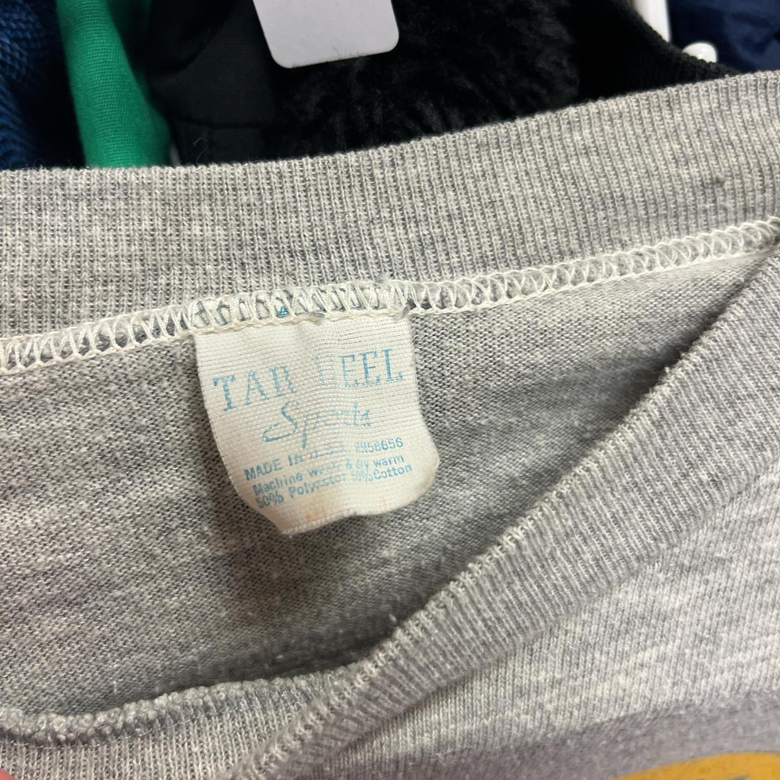 TAR HEEL
Sports
MADE IN U.S.A.
Machine Wash & dry warm
50% Polyester 50% Cotton